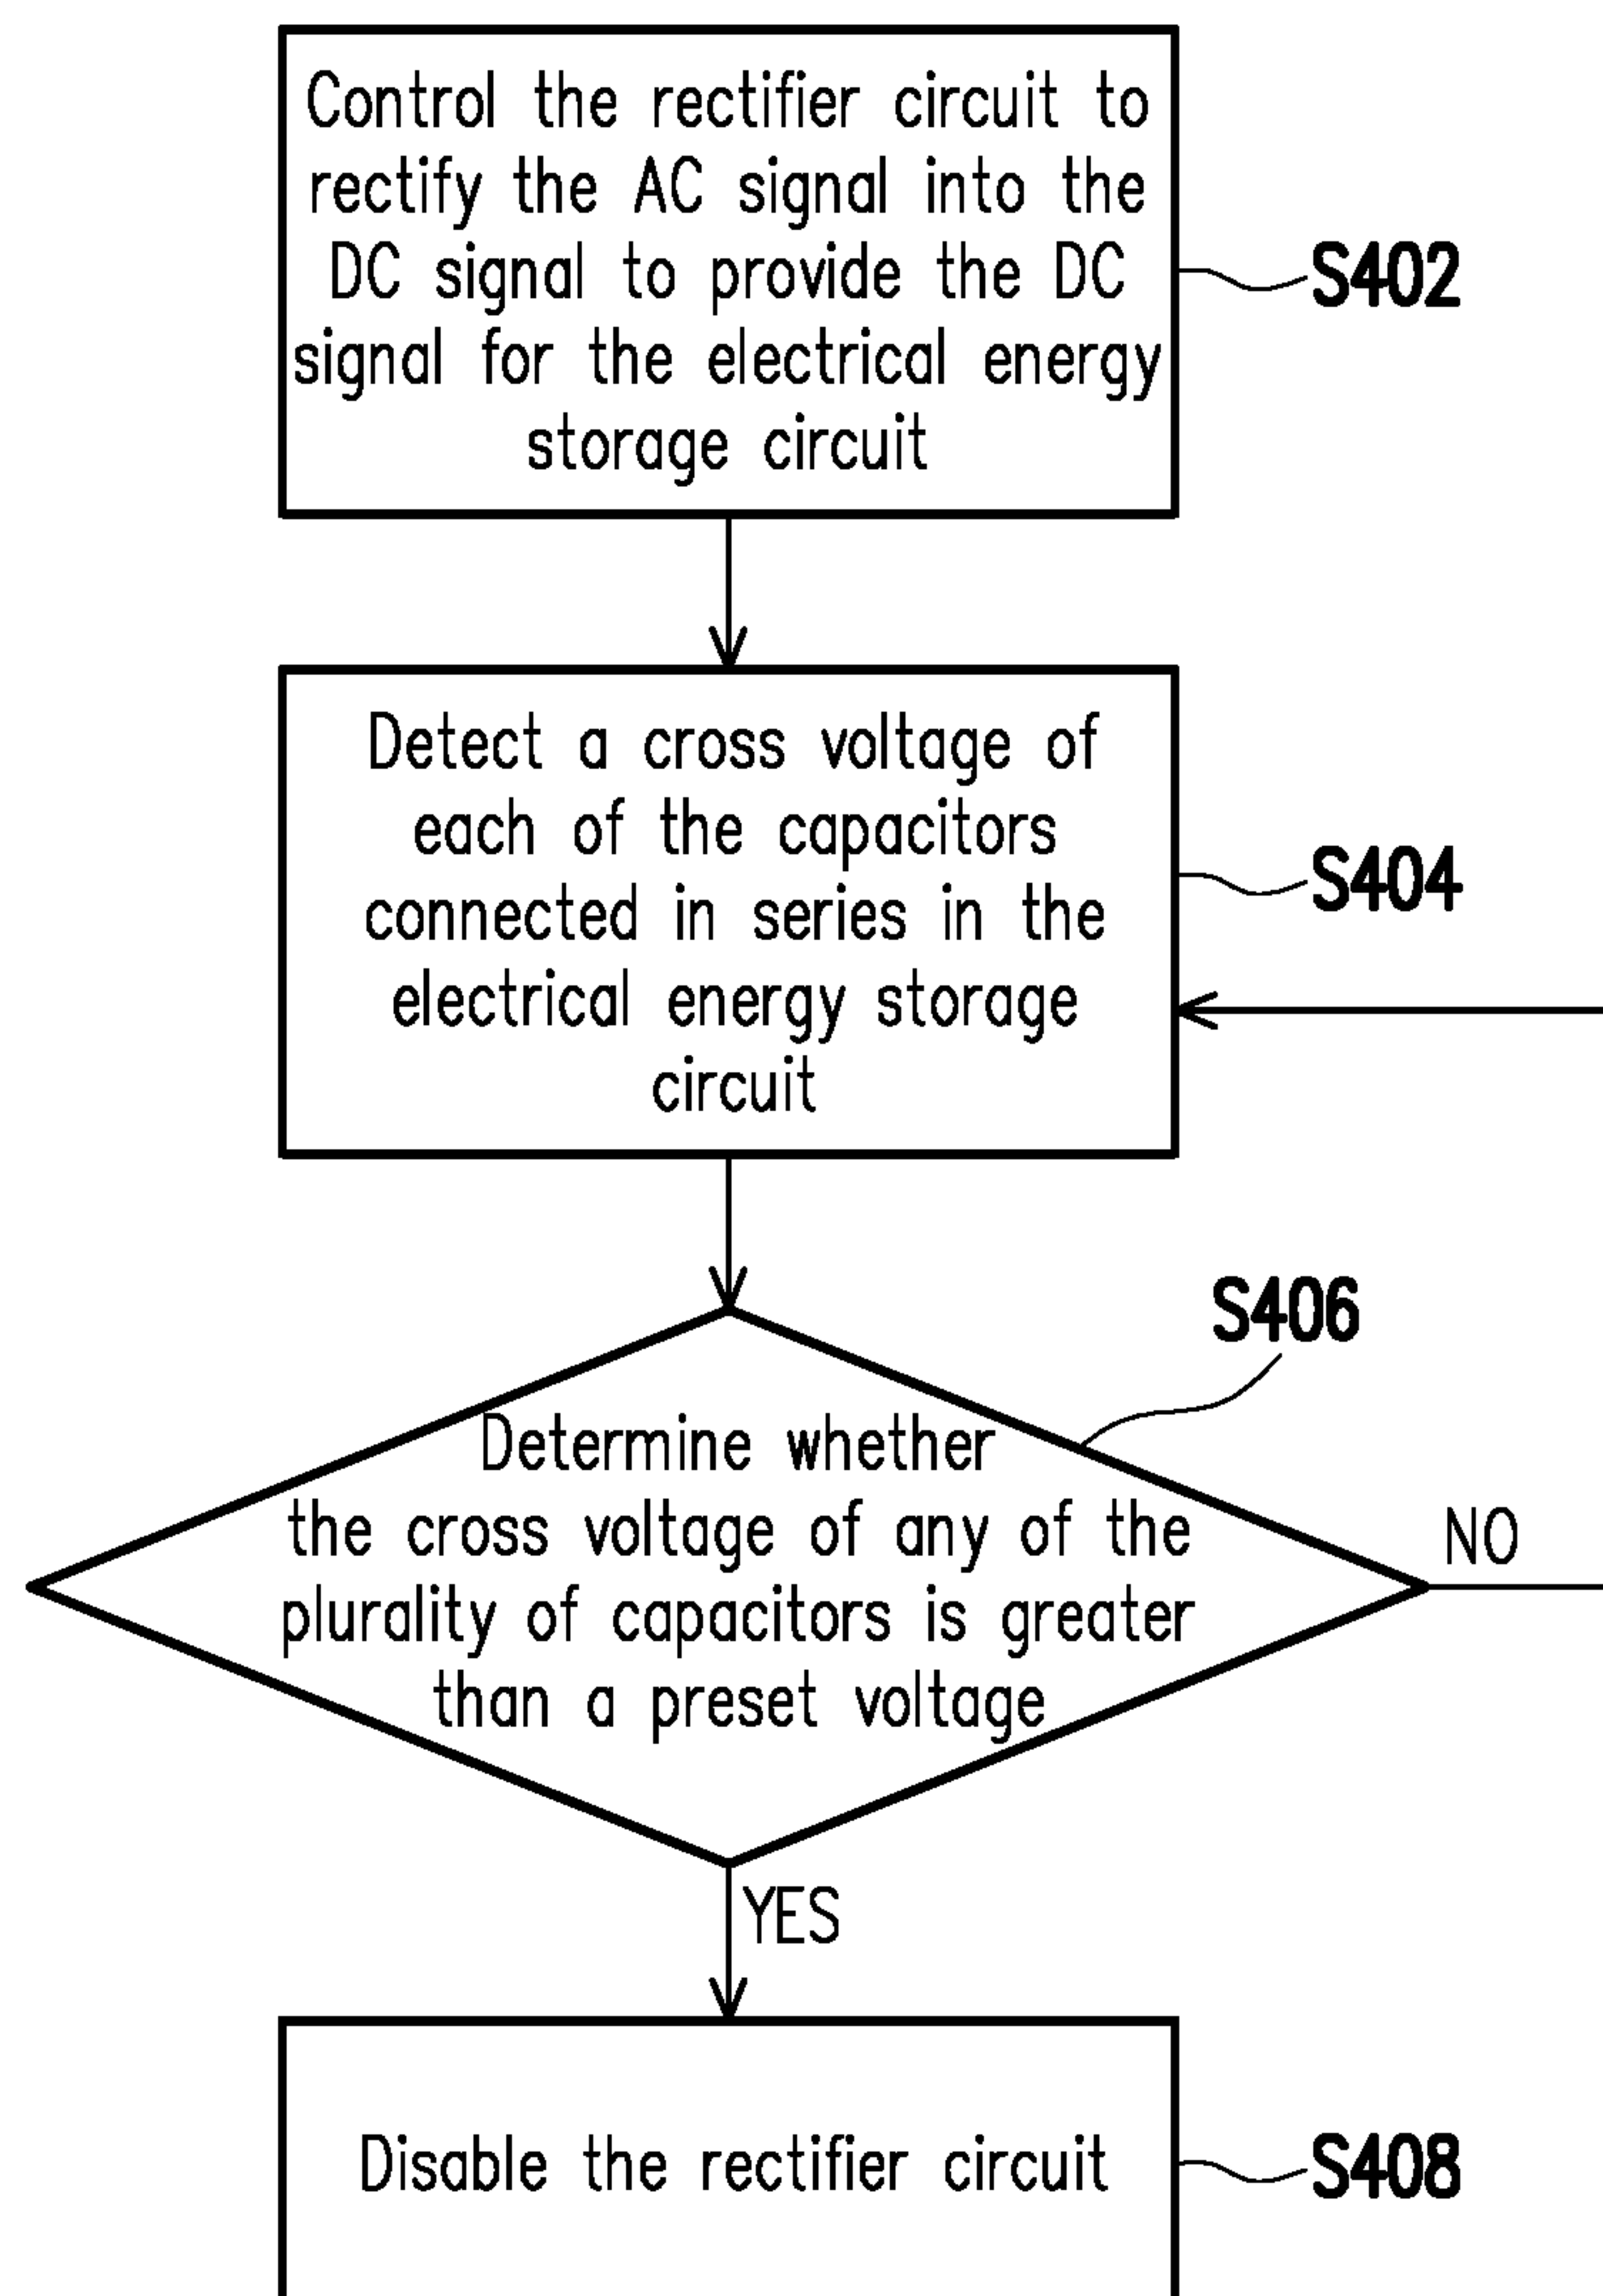 Control the rectifier circuit to
rectify the AC signal into the
DC signal to provide the DC
signal for the electrical energy
storage circuit
S402
Detect a cross voltage of
each of the capacitors
connected in series in the
electrical energy storage
circuit
S404
S406
Determine whether
the cross voltage of any of the
plurality of capacitors is greater
than a preset voltage
NO
YES
Disable the rectifier circuit
S408